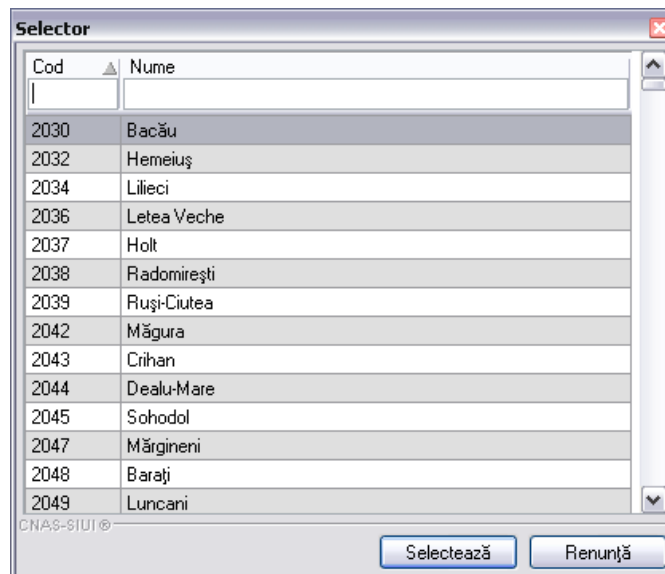 Selector
Cod Nume
2030 Bacău
2032 Hemeiuş
2034 Lilieci
2036 Letea Veche
2037 Holt
2038 Radomireşti
2039 Ruşi-Ciutea
2042 Măgura
2043 Crihan
2044 Dealu-Mare
2045 Sohodol
2047 Mărgineni
2048 Baraţi
2049 Luncani
CNAS-SIUI®
Selectează Renunţă